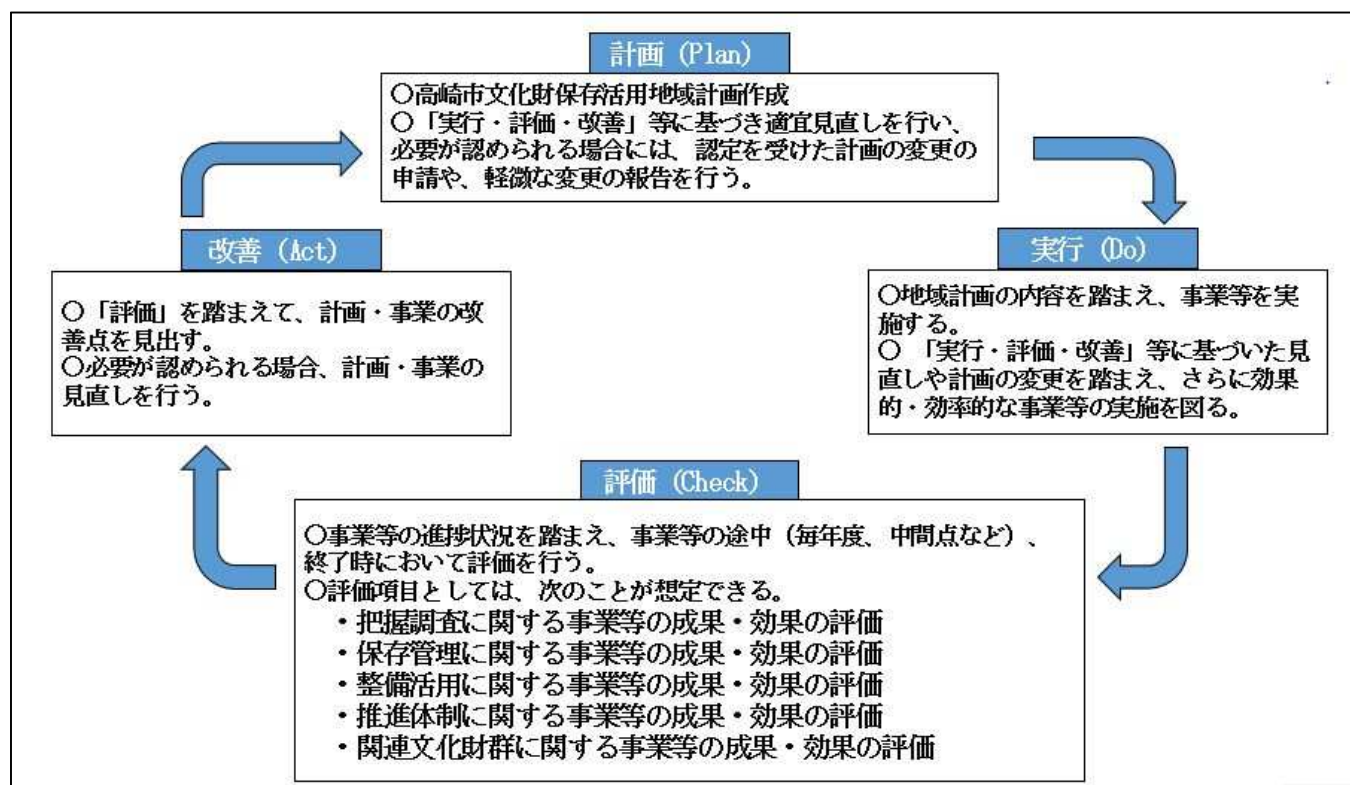 計画 (Plan)
○高崎市文化財保存活用地域計画作成
○「実行・評価・改善」等に基づき適宜見直しを行い、
必要が認められる場合には、認定を受けた計画の変更の
申請や、軽微な変更の報告を行う。
改善 (Act)
○「評価」を踏まえて、計画・事業の改
善点を見出す。
○必要が認められる場合、計画・事業の
見直しを行う。
実行 (Do)
○地域計画の内容を踏まえ、事業等を実
施する。
○ 「実行・評価・改善」等に基づいた見
直しや計画の変更を踏まえ、さらに効果
的・効率的な事業等の実施を図る。
評価 (Check)
○事業等の進捗状況を踏まえ、事業等の途中（毎年度、中間点など）、
終了時において評価を行う。
○評価項目としては、次のことが想定できる。
・把握調査に関する事業等の成果・効果の評価
・保存管理に関する事業等の成果・効果の評価
・整備活用に関する事業等の成果・効果の評価
・推進体制に関する事業等の成果・効果の評価
・関連文化財群に関する事業等の成果・効果の評価